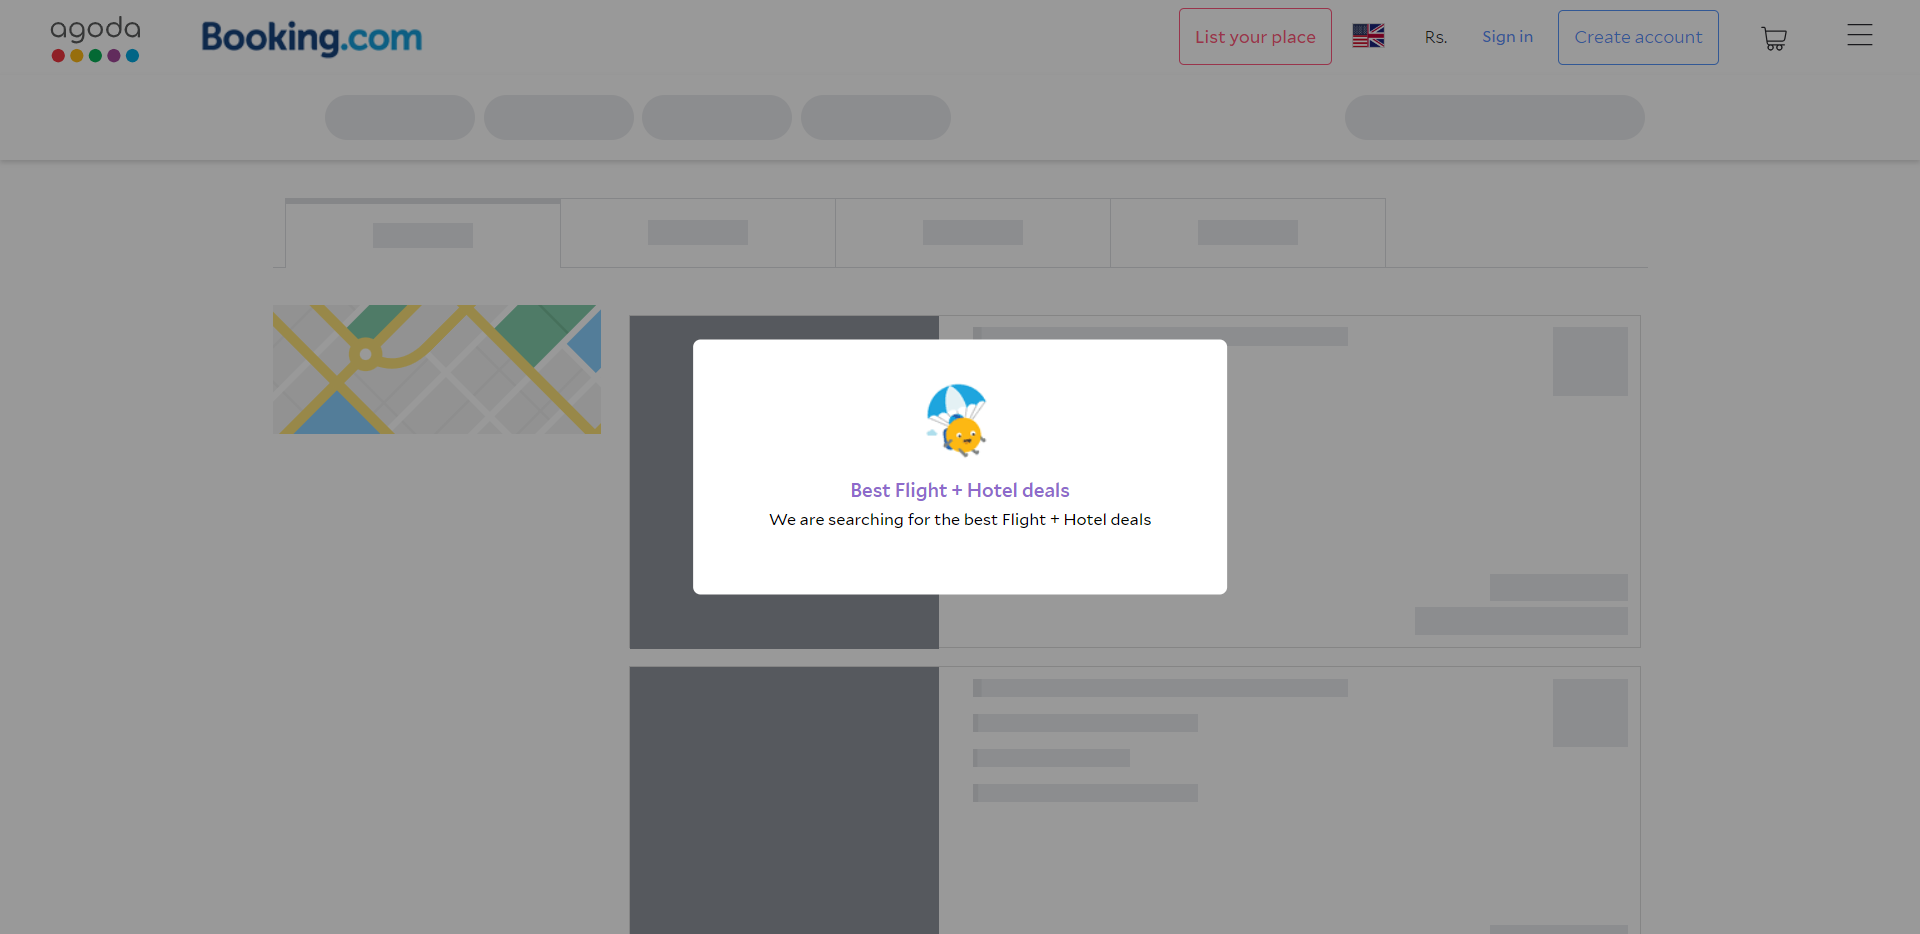 agoda
Booking.com
List your place
Rs.
Sign in
Create account
Best Flight + Hotel deals
We are searching for the best Flight + Hotel deals